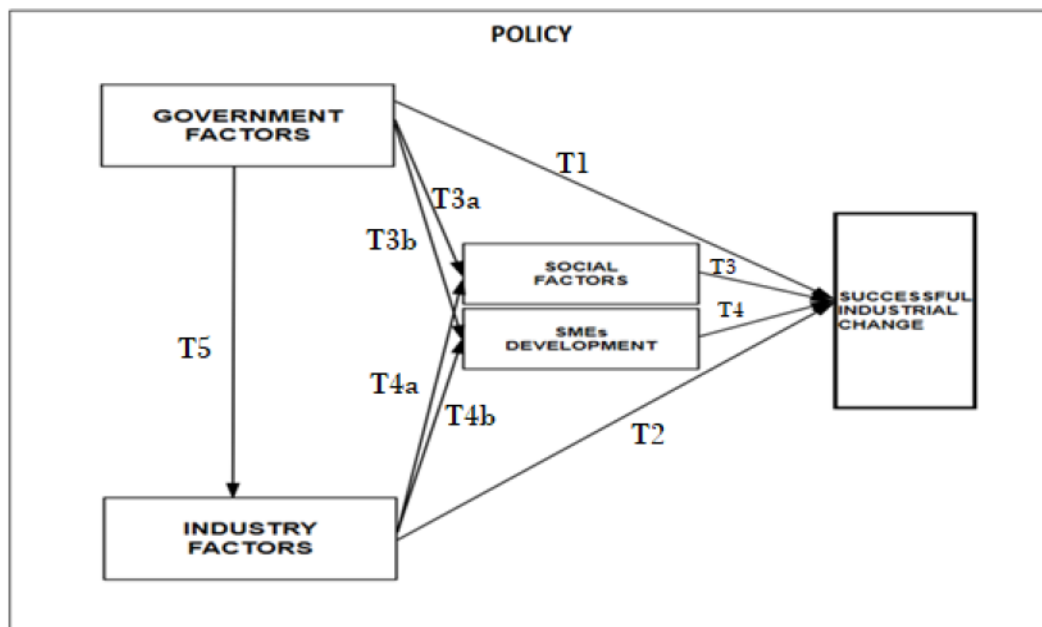 POLICY
GOVERNMENT
FACTORS
T1
T3a
T3b
SOCIAL
FACTORS
T3
SUCCESSFUL
INDUSTRIAL
CHANGE
T4
SMEs
DEVELOPMENT
T5
T4a
T4b
T2
INDUSTRY
FACTORS